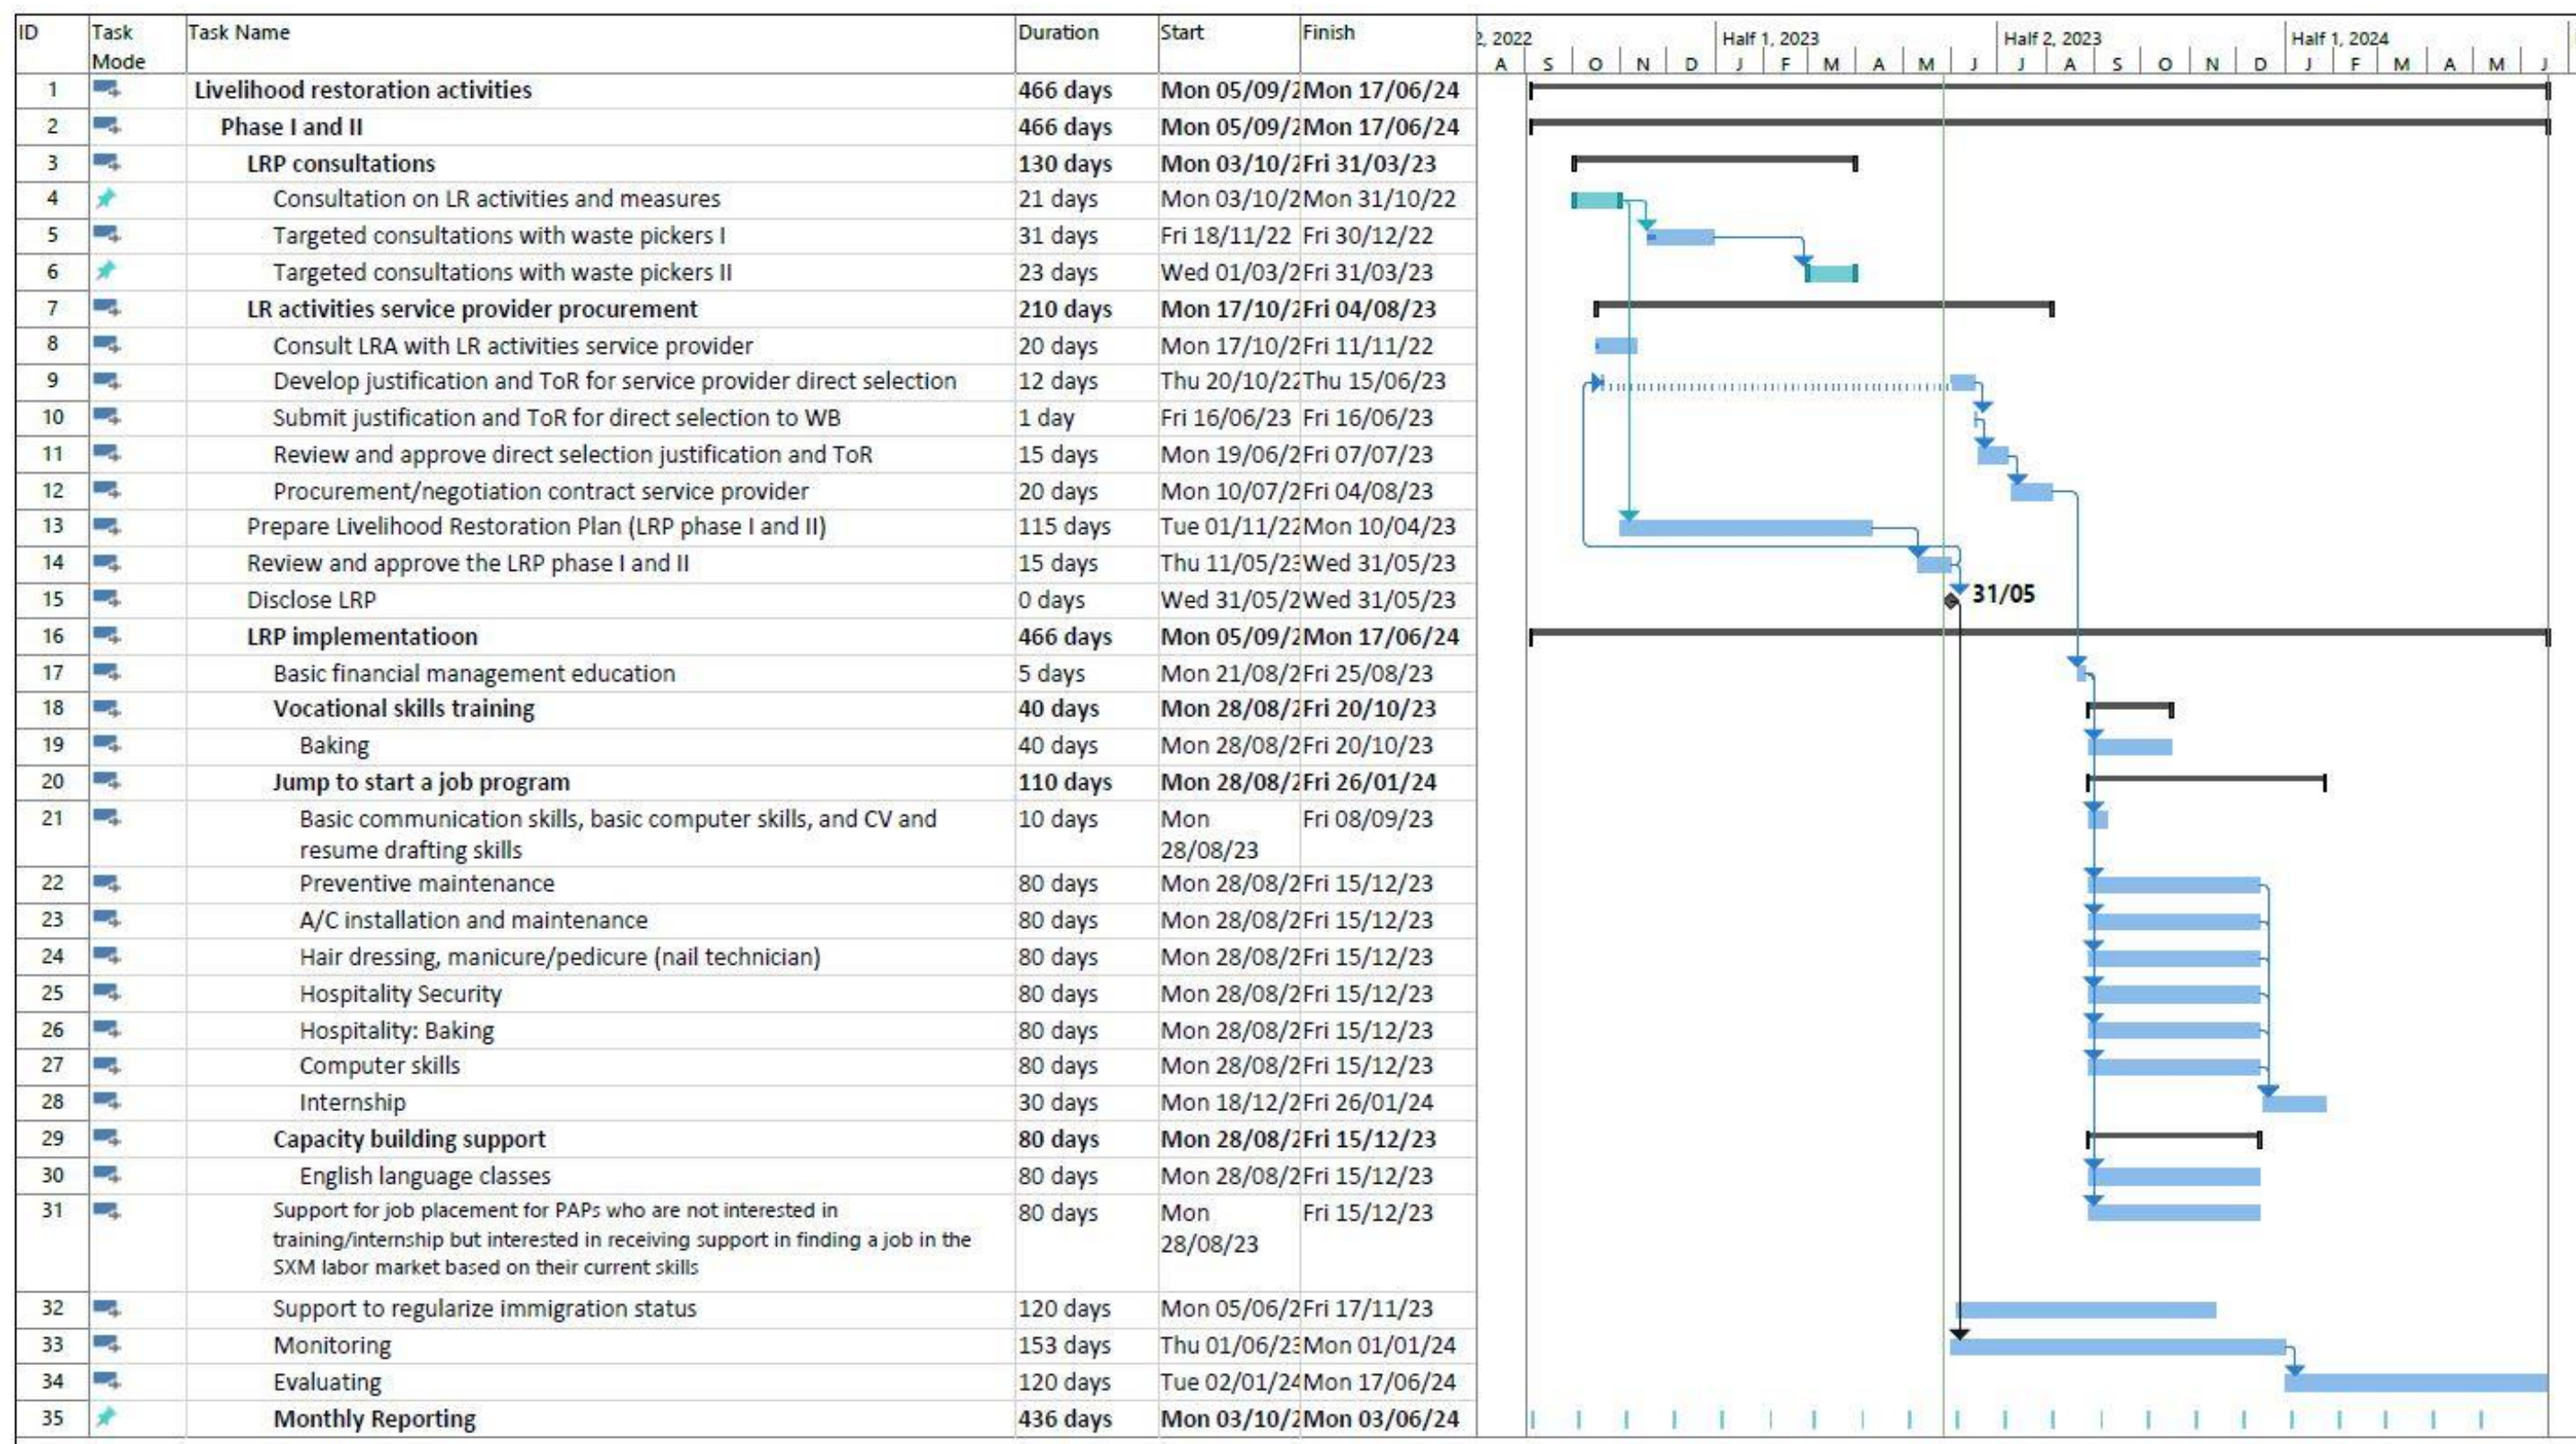 ID Task Mode Task Name Duration Start Finish
2, 2022 Half 1, 2023 Half 2, 2023 Half 1, 2024
A S O N D J F M A M J J A S O N D J F M A M J
1 Livelihood restoration activities 466 days Mon 05/09/2 Mon 17/06/24
2 Phase I and II 466 days Mon 05/09/2 Mon 17/06/24
3 LRP consultations 130 days Mon 03/10/2 Fri 31/03/23
4 Consultation on LR activities and measures 21 days Mon 03/10/2 Mon 31/10/22
5 Targeted consultations with waste pickers I 31 days Fri 18/11/22 Fri 30/12/22
6 Targeted consultations with waste pickers II 23 days Wed 01/03/2 Fri 31/03/23
7 LR activities service provider procurement 210 days Mon 17/10/2 Fri 04/08/23
8 Consult LRA with LR activities service provider 20 days Mon 17/10/2 Fri 11/11/22
9 Develop justification and ToR for service provider direct selection 12 days Thu 20/10/22 Thu 15/06/23
10 Submit justification and ToR for direct selection to WB 1 day Fri 16/06/23 Fri 16/06/23
11 Review and approve direct selection justification and ToR 15 days Mon 19/06/2 Fri 07/07/23
12 Procurement/negotiation contract service provider 20 days Mon 10/07/2 Fri 04/08/23
13 Prepare Livelihood Restoration Plan (LRP phase I and II) 115 days Tue 01/11/22 Mon 10/04/23
14 Review and approve the LRP phase I and II 15 days Thu 11/05/23 Wed 31/05/23
15 Disclose LRP 0 days Wed 31/05/2 Wed 31/05/23 31/05
16 LRP implementatioon 466 days Mon 05/09/2 Mon 17/06/24
17 Basic financial management education 5 days Mon 21/08/2 Fri 25/08/23
18 Vocational skills training 40 days Mon 28/08/2 Fri 20/10/23
19 Baking 40 days Mon 28/08/2 Fri 20/10/23
20 Jump to start a job program 110 days Mon 28/08/2 Fri 26/01/24
21 Basic communication skills, basic computer skills, and CV and 10 days Mon Fri 08/09/23
resume drafting skills 28/08/23
22 Preventive maintenance 80 days Mon 28/08/2 Fri 15/12/23
23 A/C installation and maintenance 80 days Mon 28/08/2 Fri 15/12/23
24 Hair dressing, manicure/pedicure (nail technician) 80 days Mon 28/08/2 Fri 15/12/23
25 Hospitality Security 80 days Mon 28/08/2 Fri 15/12/23
26 Hospitality: Baking 80 days Mon 28/08/2 Fri 15/12/23
27 Computer skills 80 days Mon 28/08/2 Fri 15/12/23
28 Internship 30 days Mon 18/12/2 Fri 26/01/24
29 Capacity building support 80 days Mon 28/08/2 Fri 15/12/23
30 English language classes 80 days Mon 28/08/2 Fri 15/12/23
31 Support for job placement for PAPs who are not interested in 80 days Mon Fri 15/12/23
training/internship but interested in receiving support in finding a job in the 28/08/23
SXM labor market based on their current skills
32 Support to regularize immigration status 120 days Mon 05/06/2 Fri 17/11/23
33 Monitoring 153 days Thu 01/06/23 Mon 01/01/24
34 Evaluating 120 days Tue 02/01/24 Mon 17/06/24
35 Monthly Reporting 436 days Mon 03/10/2 Mon 03/06/24